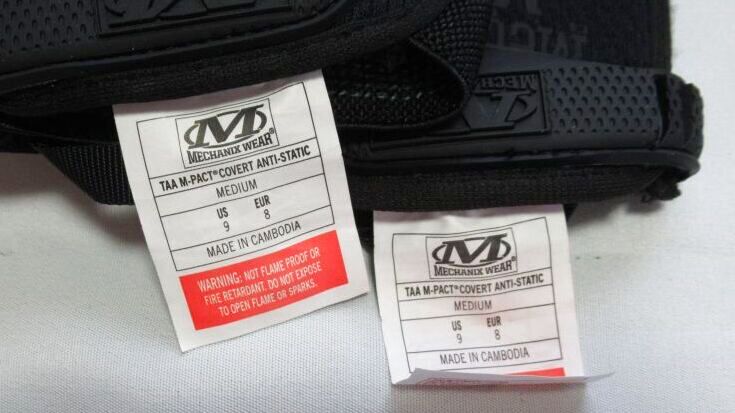 M
MECHANIX WEAR®
TAA M-PACT® COVERT ANTI-STATIC
MEDIUM
US EUR
9 8
MADE IN CAMBODIA
WARNING: NOT FLAME PROOF OR
FIRE RETARDANT. DO NOT EXPOSE
TO OPEN FLAME OR SPARKS.
M
MECHANIX WEAR®
TAA M-PACT® COVERT ANTI-STATIC
MEDIUM
US EUR
9 8
MADE IN CAMBODIA